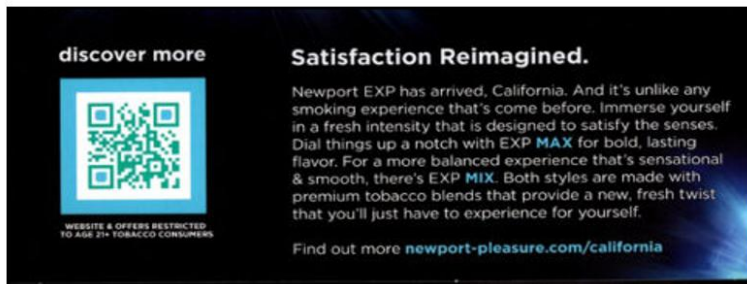 discover more
WEBSITE & OFFERS RESTRICTED
TO AGE 21+ TOBACCO CONSUMERS
Satisfaction Reimagined.
Newport EXP has arrived, California. And it's unlike any
smoking experience that's come before. Immerse yourself
in a fresh intensity that is designed to satisfy the senses.
Dial things up a notch with EXP MAX for bold, lasting
flavor. For a more balanced experience that's sensational
& smooth, there's EXP MIX. Both styles are made with
premium tobacco blends that provide a new, fresh twist
that you'll just have to experience for yourself.
Find out more newport-pleasure.com/california